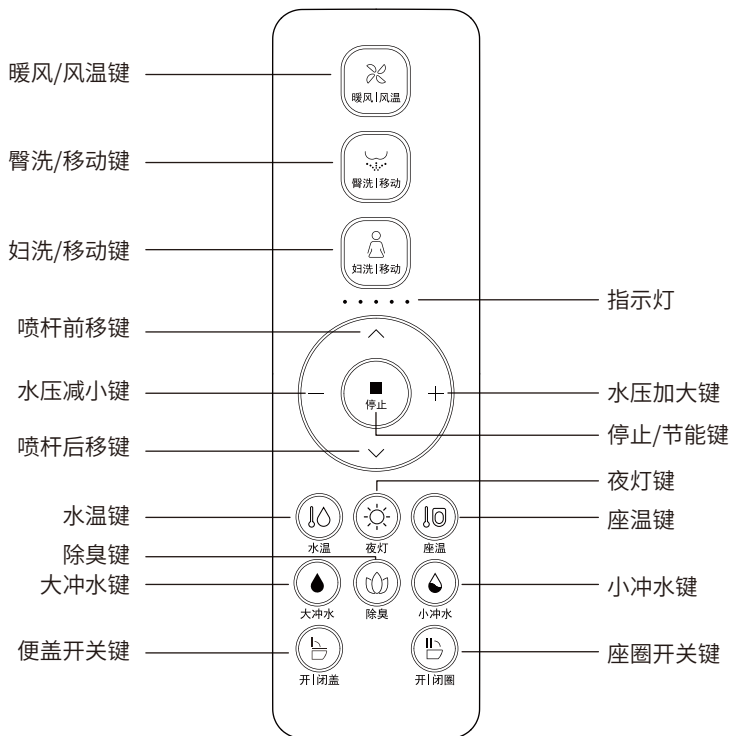 暖风/风温键
暖风|风温
臀洗/移动键
臀洗|移动
妇洗/移动键
妇洗|移动
指示灯
喷杆前移键
水压减小键
停止
水压加大键
停止/节能键
喷杆后移键
夜灯键
水温键
座温键
水温
夜灯
座温
除臭键
大冲水键
小冲水键
大冲水
除臭
小冲水
便盖开关键
座圈开关键
开|闭盖
开|闭圈